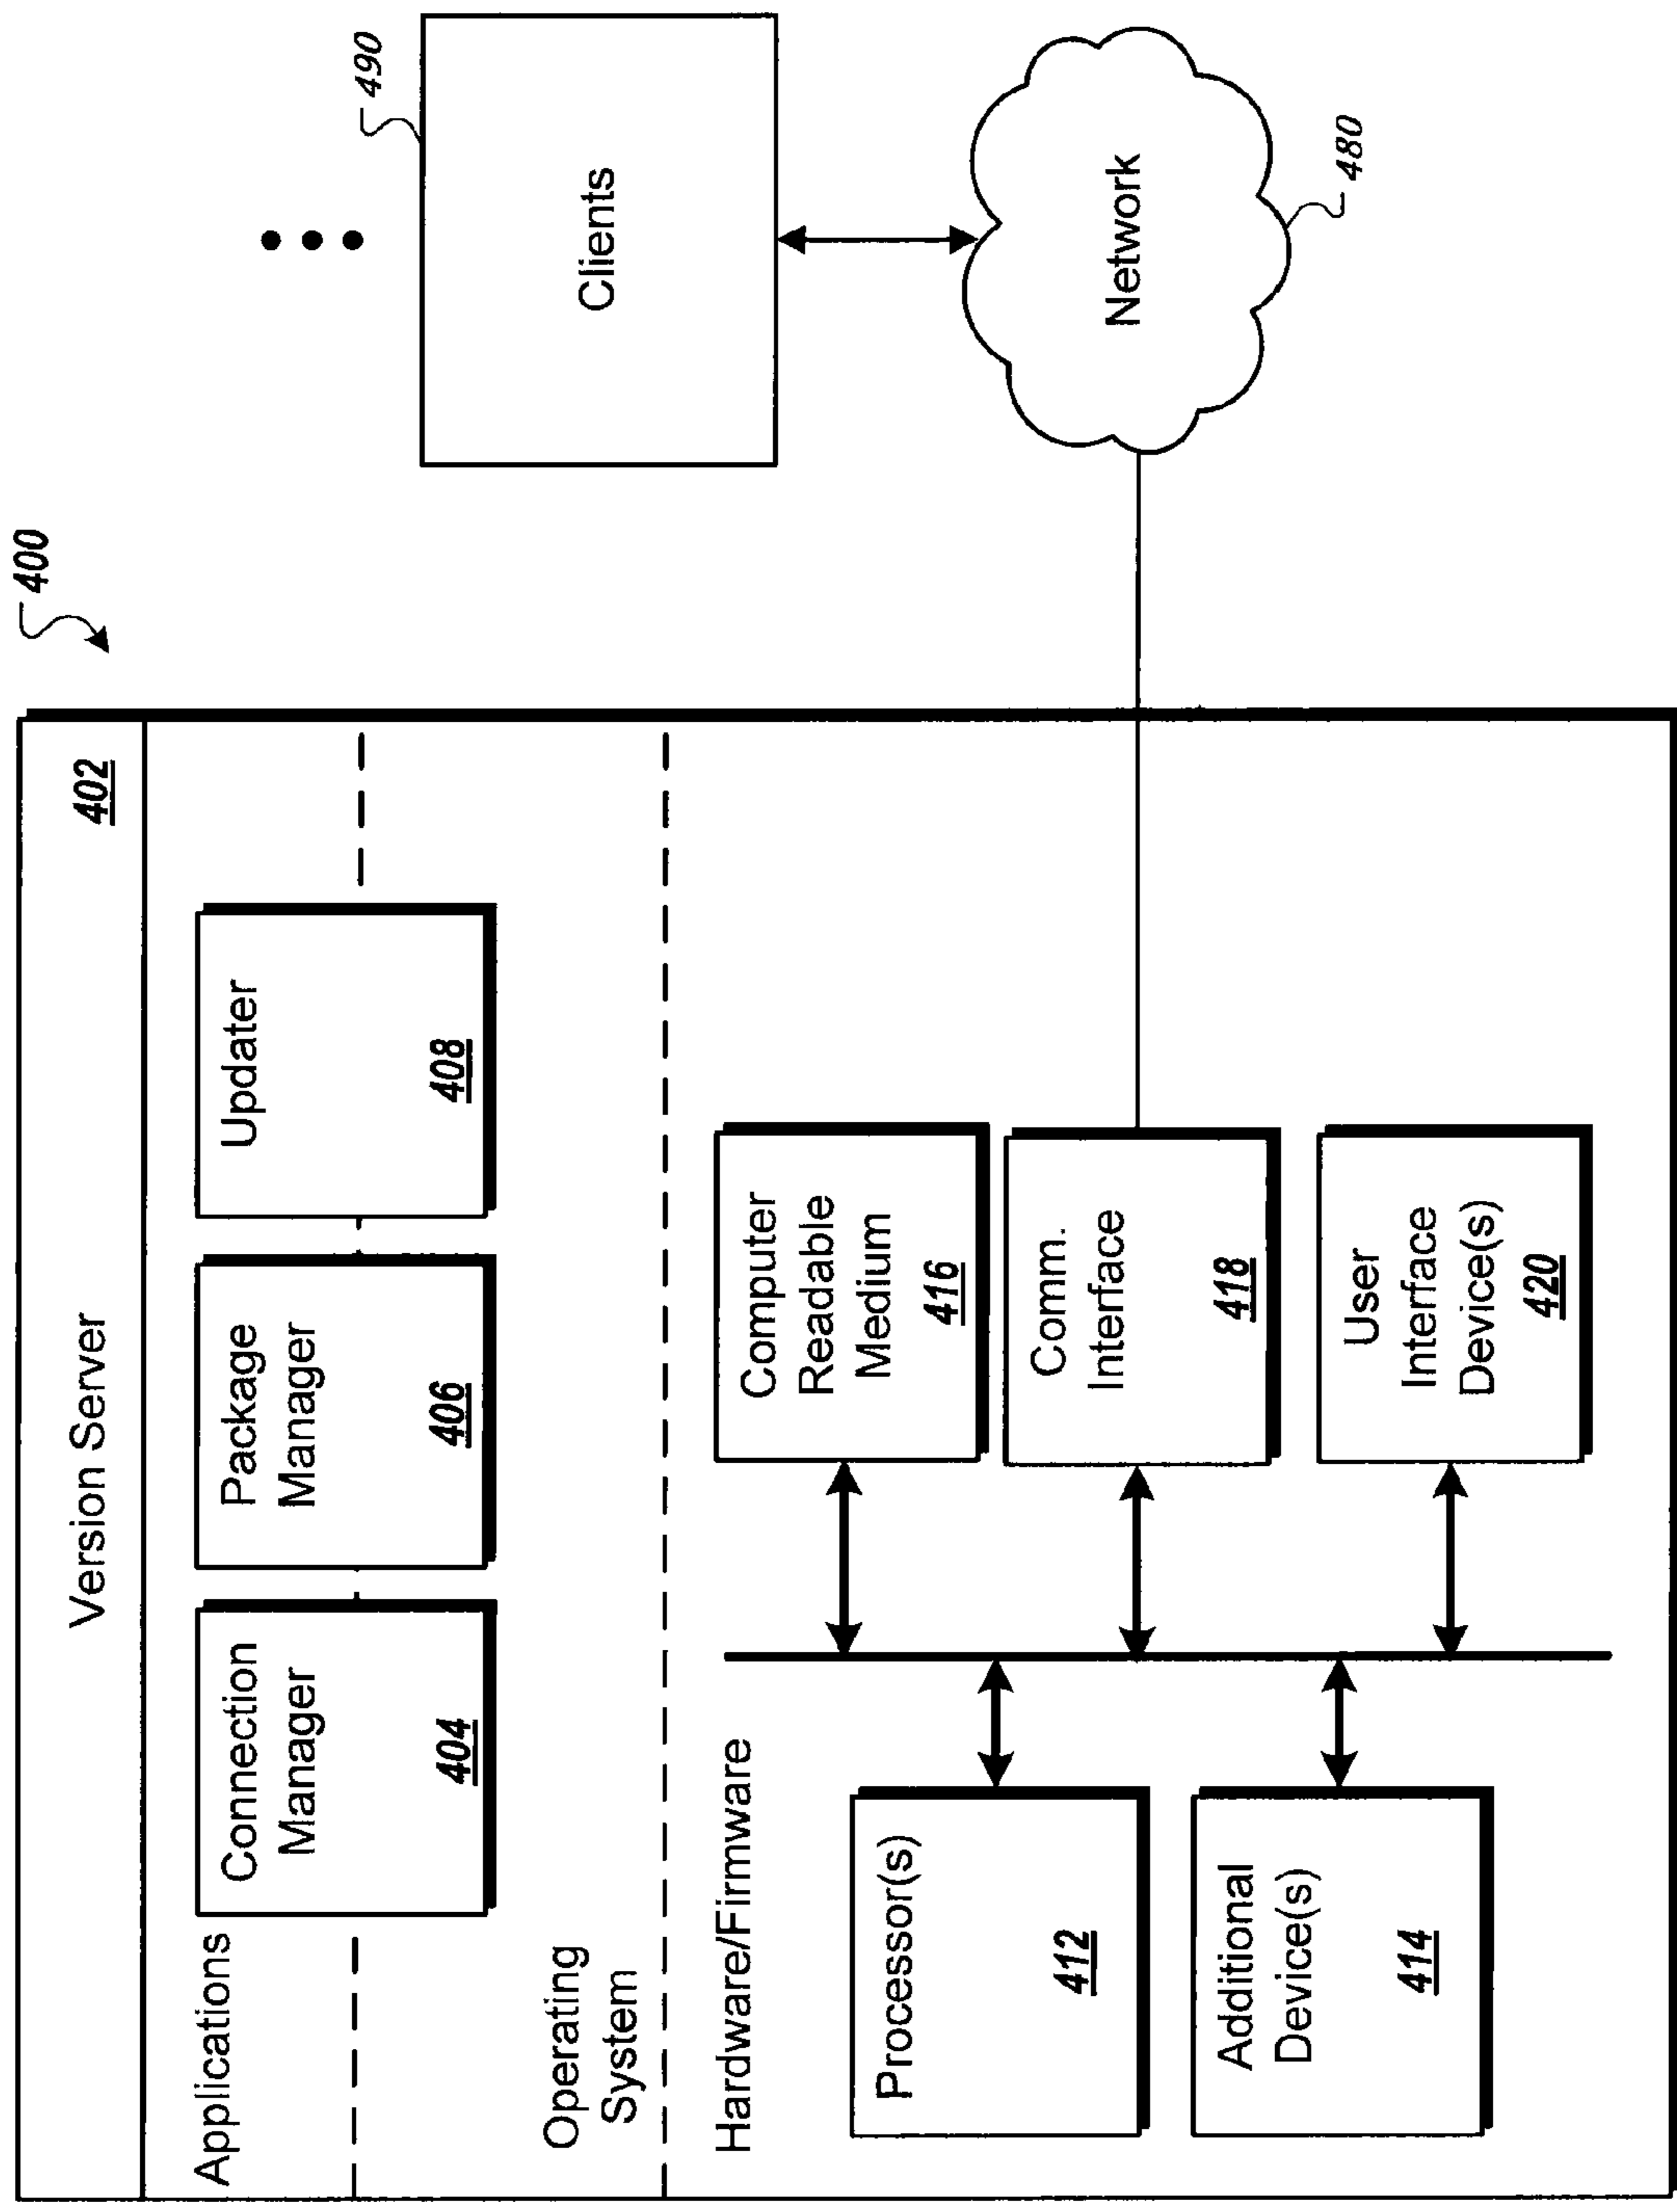 400
Version Server
402
Applications
Connection
Manager
404
Package
Manager
406
Updater
408
Operating
System
Hardware/Firmware
Processor(s)
412
Additional
Device(s)
414
Computer
Readable
Medium
416
Comm.
Interface
418
User
Interface
Device(s)
420
Clients
490
Network
480